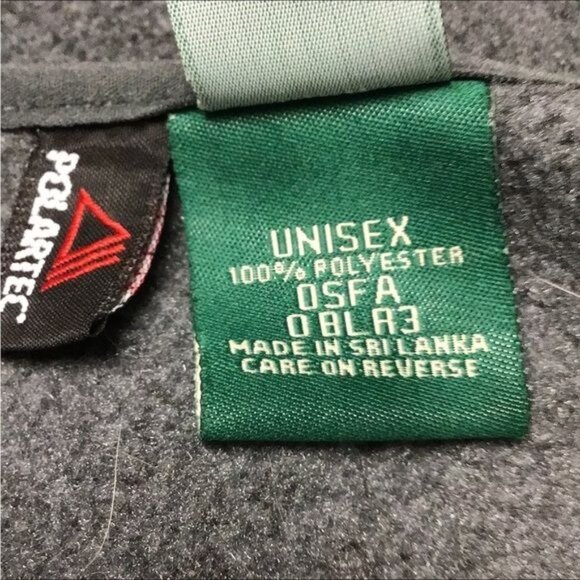 POLARTEC
UNISEX
100% POLYESTER
OSFA
0BLA3
MADE IN SRI LANKA
CARE ON REVERSE